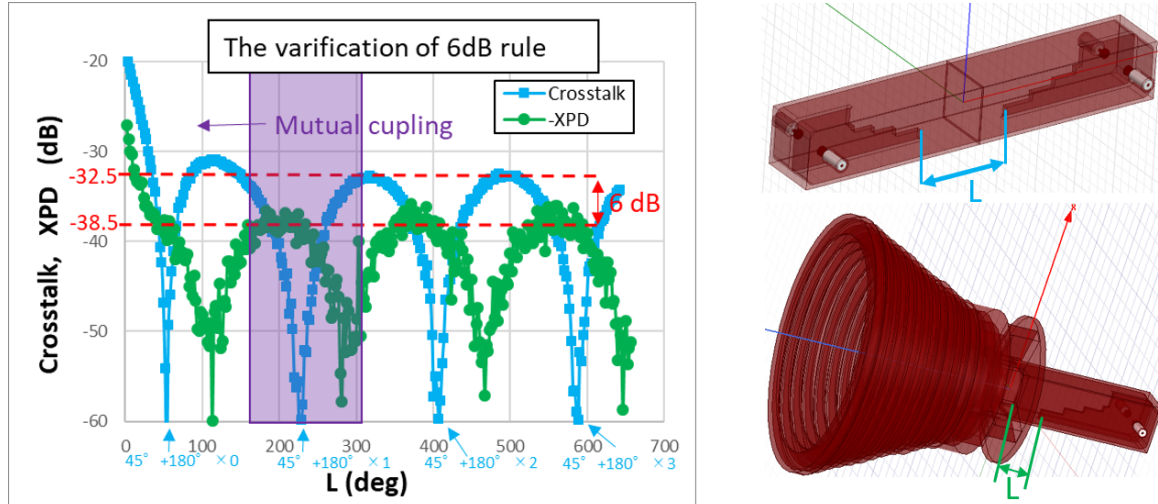 The varification of 6dB rule
Crosstalk
-XPD
Mutual cupling
Crosstalk, XPD (dB)
-20
-30
-32.5
-38.5
-40
-50
-60
6 dB
0 100 200 300 400 500 600 700
45° +180° ×0 45° +180° ×1 45° +180° ×2 45° +180° ×3
L (deg)
L
x
L